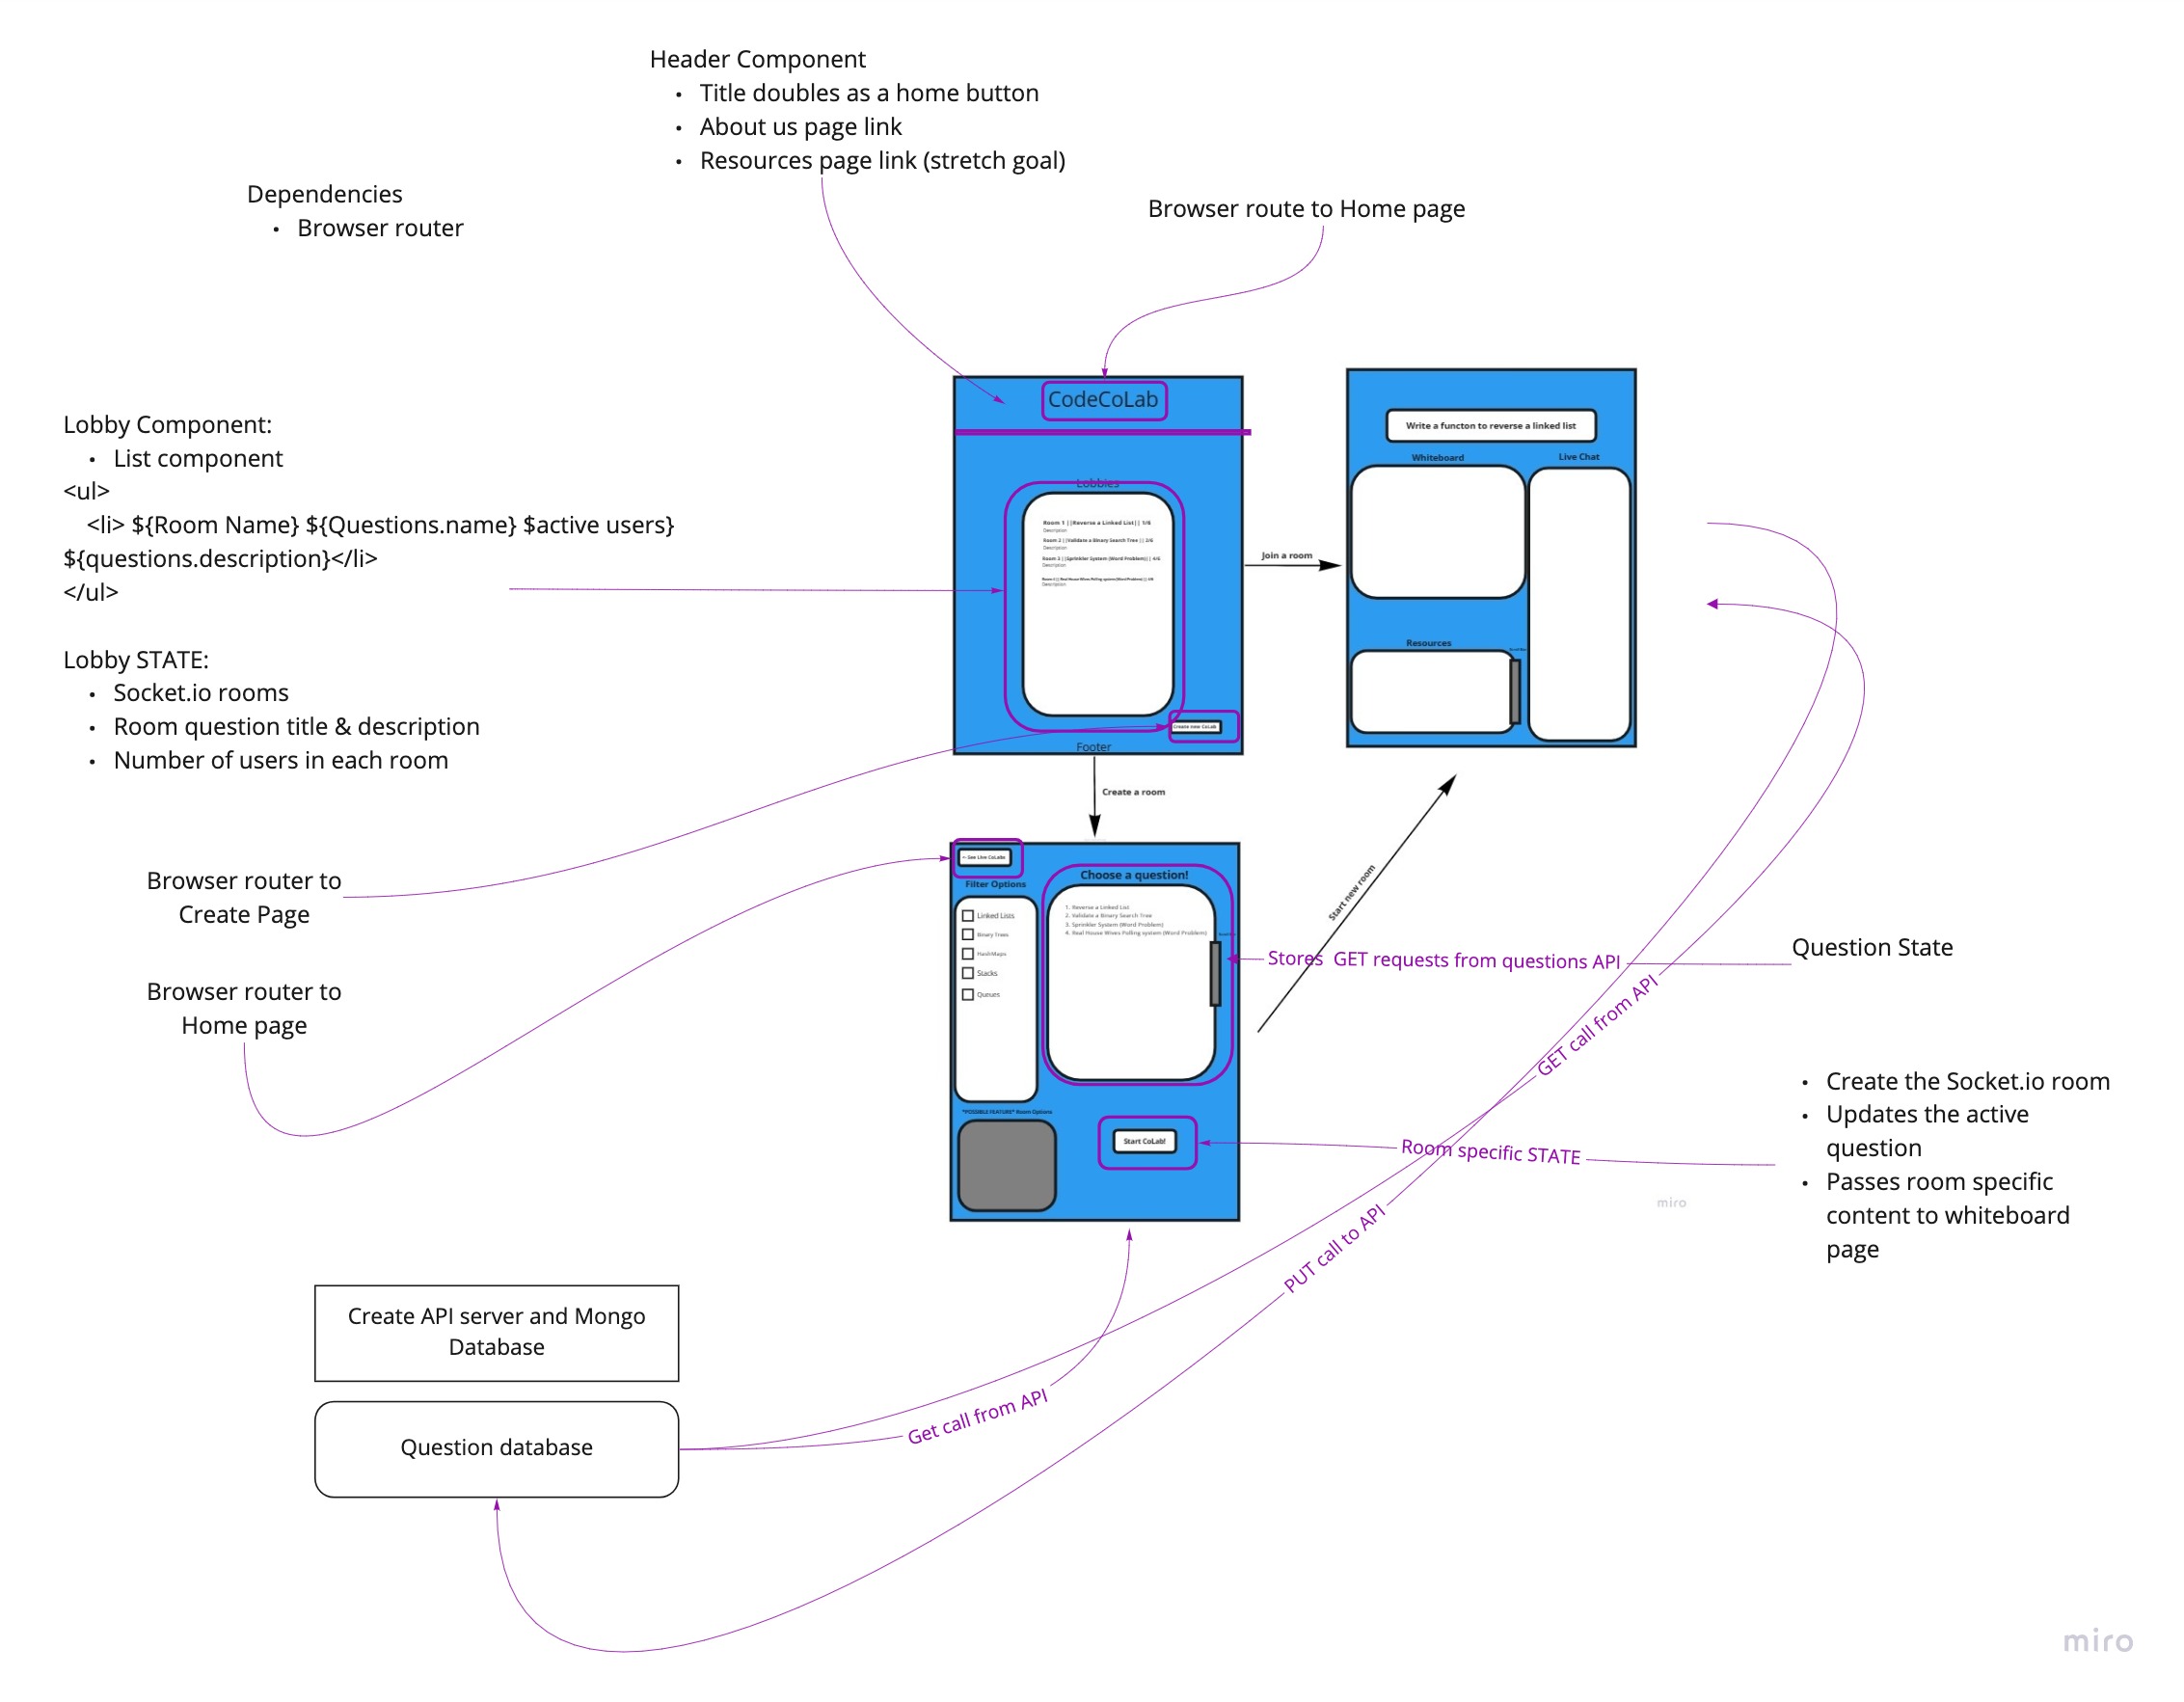 Header Component
• Title doubles as a home button
• About us page link
• Resources page link (stretch goal)
Dependencies
• Browser router
Browser route to Home page
Lobby Component:
• List component
<ul>
<li> ${Room Name} ${Questions.name} $active users}
${questions.description}</li>
</ul>
Lobby STATE:
• Socket.io rooms
• Room question title & description
• Number of users in each room
Browser router to
Create Page
Browser router to
Home page
CodeCoLab
Lobbies
Room 1 ||Reverse a Linked List|| 1/6
Description
Room 2 ||Validate a Binary Search Tree || 2/6
Description
Room 3 ||Sprinkler System (Word Problem)|| 4/6
Description
Room 4 || Real House Wives Polling system (Word Problem) ||
Description
Create new CoLab
Footer
Join a room
Create a room
Write a functon to reverse a linked list
Whiteboard
Live Chat
Resources
← See Live CoLabs
Filter Options
Linked Lists
Binary Trees
HashMaps
Stacks
Queues
*POSSIBLE FEATURE* Room Options
Choose a question!
1. Reverse a Linked List
2. Validate a Binary Search Tree
3. Sprinkler System (Word Problem)
4. Real House Wives Polling system (Word Problem)
Start CoLab!
Start new room
Stores GET requests from questions API
Question State
GET call from API
Room specific STATE
• Create the Socket.io room
• Updates the active
question
• Passes room specific
content to whiteboard
page
PUT call to API
miro
Create API server and Mongo
Database
Question database
Get call from API
miro